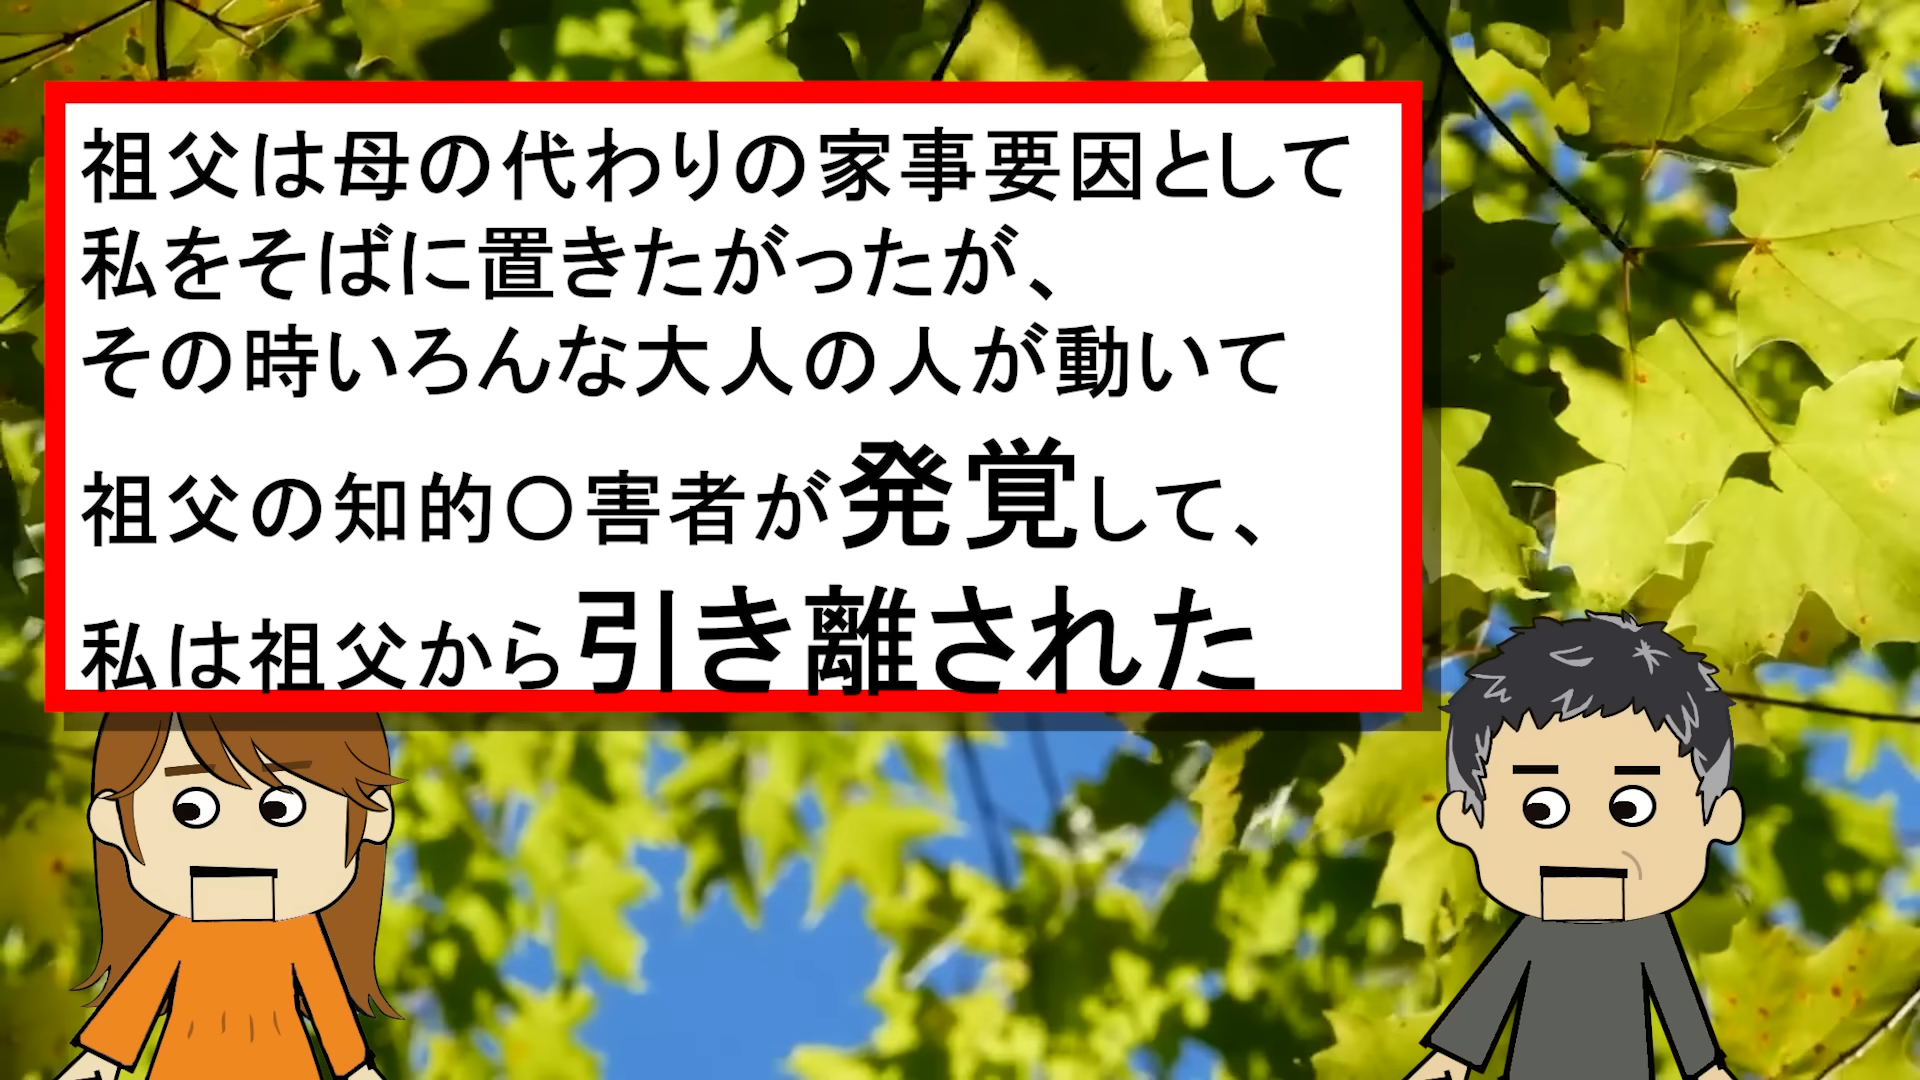 祖父は母の代わりの家事要因として
私をそばに置きたがったが、
その時いろんな大人の人が動いて
祖父の知的〇害者が発覚して、
私は祖父から引き離された